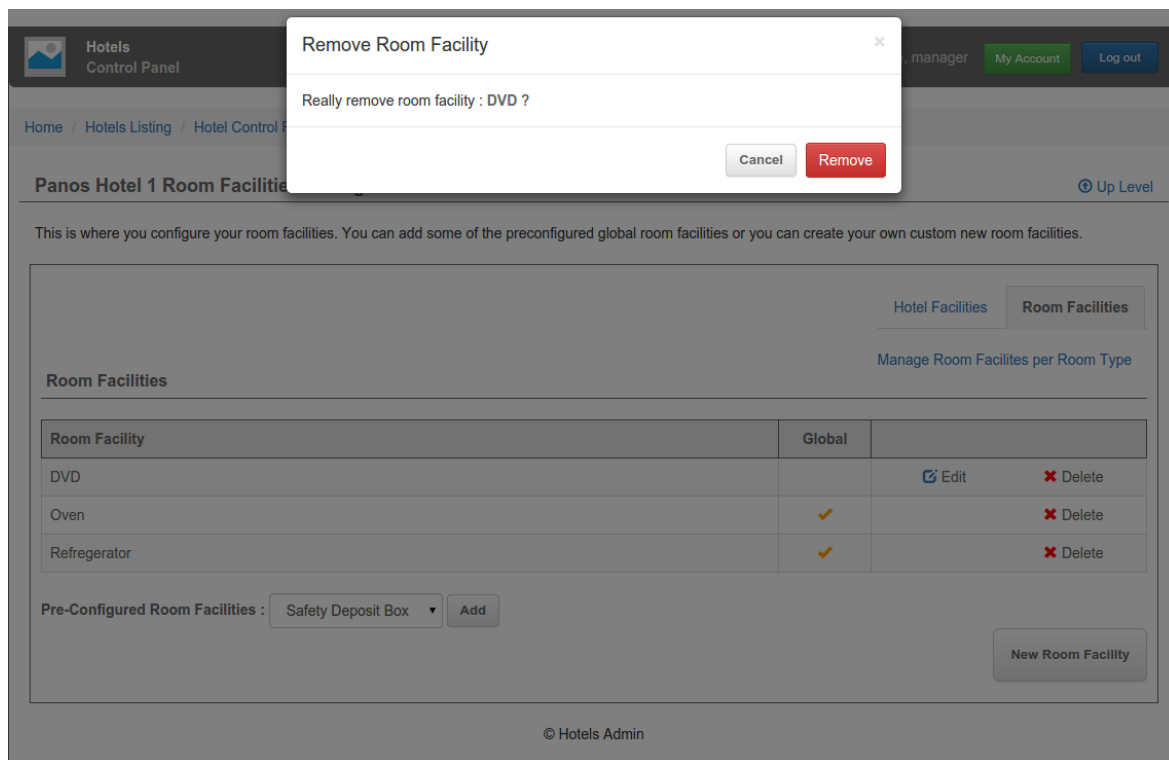 Remove Room Facility ×
Hotels
Control Panel
, manager My Account Log out
Really remove room facility : DVD ?
Home / Hotels Listing / Hotel Control
Cancel Remove
Panos Hotel 1 Room Facilitie
Up Level
This is where you configure your room facilities. You can add some of the preconfigured global room facilities or you can create your own custom new room facilities.
Hotel Facilities Room Facilities
Manage Room Facilites per Room Type
Room Facilities
Room Facility Global
DVD Edit Delete
Oven Delete
Refregerator Delete
Pre-Configured Room Facilities : Safety Deposit Box Add
New Room Facility
© Hotels Admin